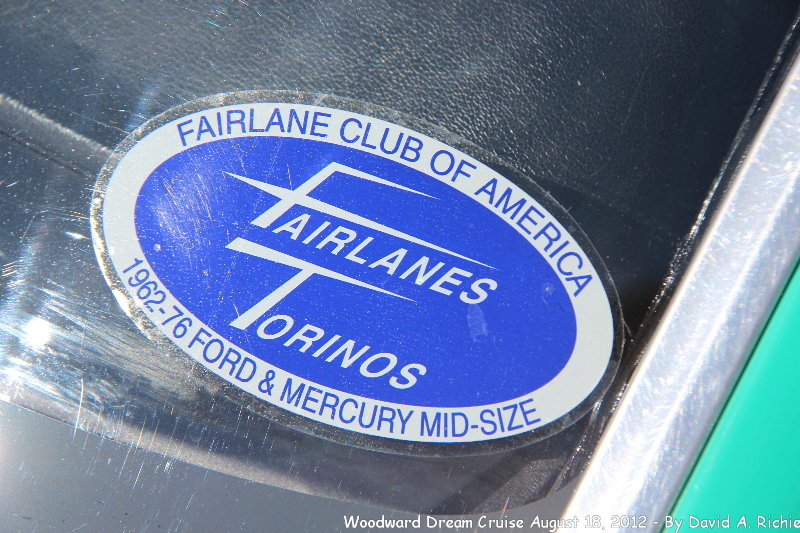 FAIRLANE CLUB OF AMERICA
FAIRLANES
TORINOS
1962-76 FORD & MERCURY MID-SIZE
Woodward Dream Cruise August 18, 2012 - By David A. Richie